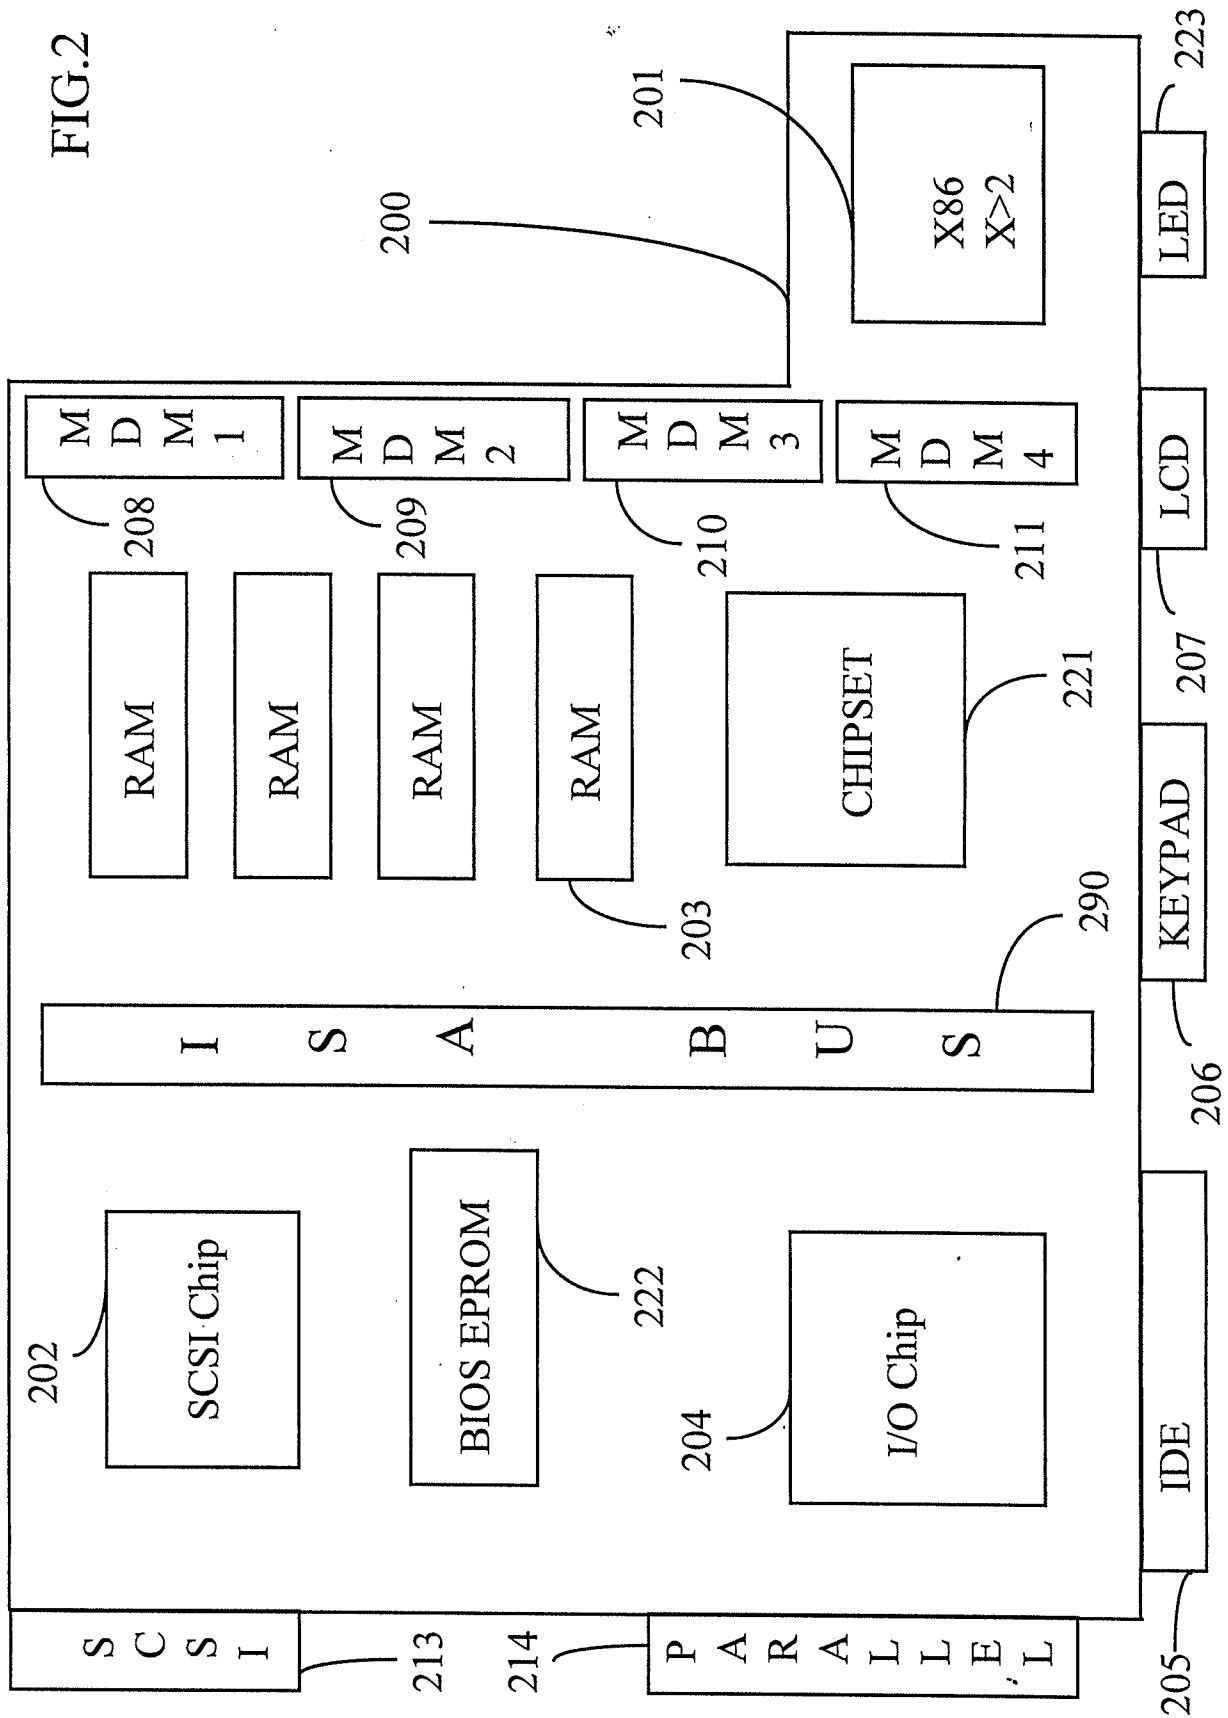 FIG.2
SCSI
213
202
SCSI Chip
BIOS EPROM
222
ISA BUS
290
RAM
RAM
RAM
RAM
203
MDM1
208
MDM2
209
MDM3
210
MDM4
211
200
201
X86
X>2
CHIPSET
221
204
I/O Chip
214
PARALLEL
205
IDE
206
KEYPAD
207
LCD
LED
223